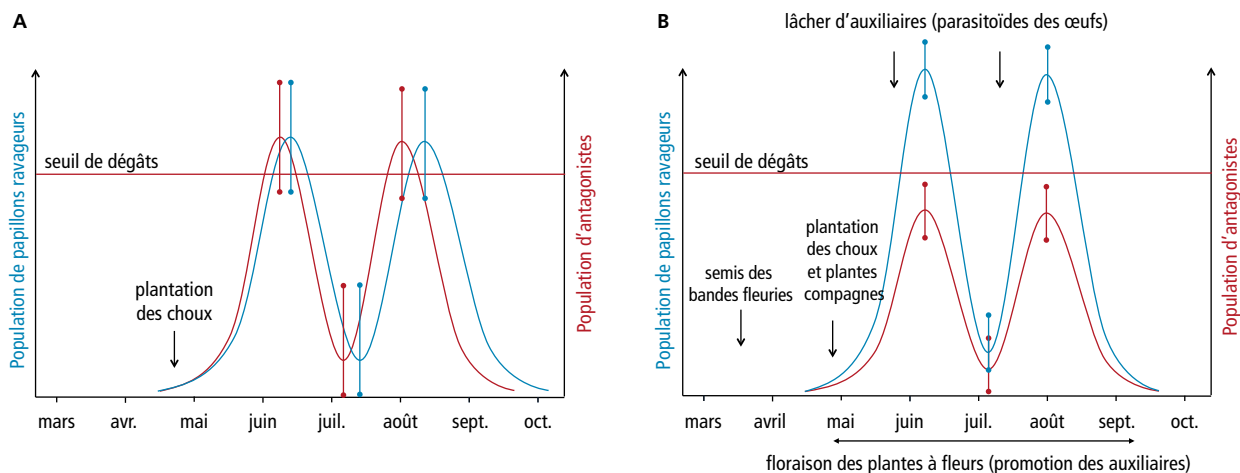 A
Population de papillons ravageurs
seuil de dégâts
plantation
des choux
Population d'antagonistes
mars avr. mai juin juil. août sept. oct.
B
lâcher d'auxiliaires (parasitoïdes des œufs)
Population de papillons ravageurs
seuil de dégâts
semis des
bandes fleuries
plantation
des choux
et plantes
compagnes
Population d'antagonistes
mars avril mai juin juil. août sept. oct.
floraison des plantes à fleurs (promotion des auxiliaires)